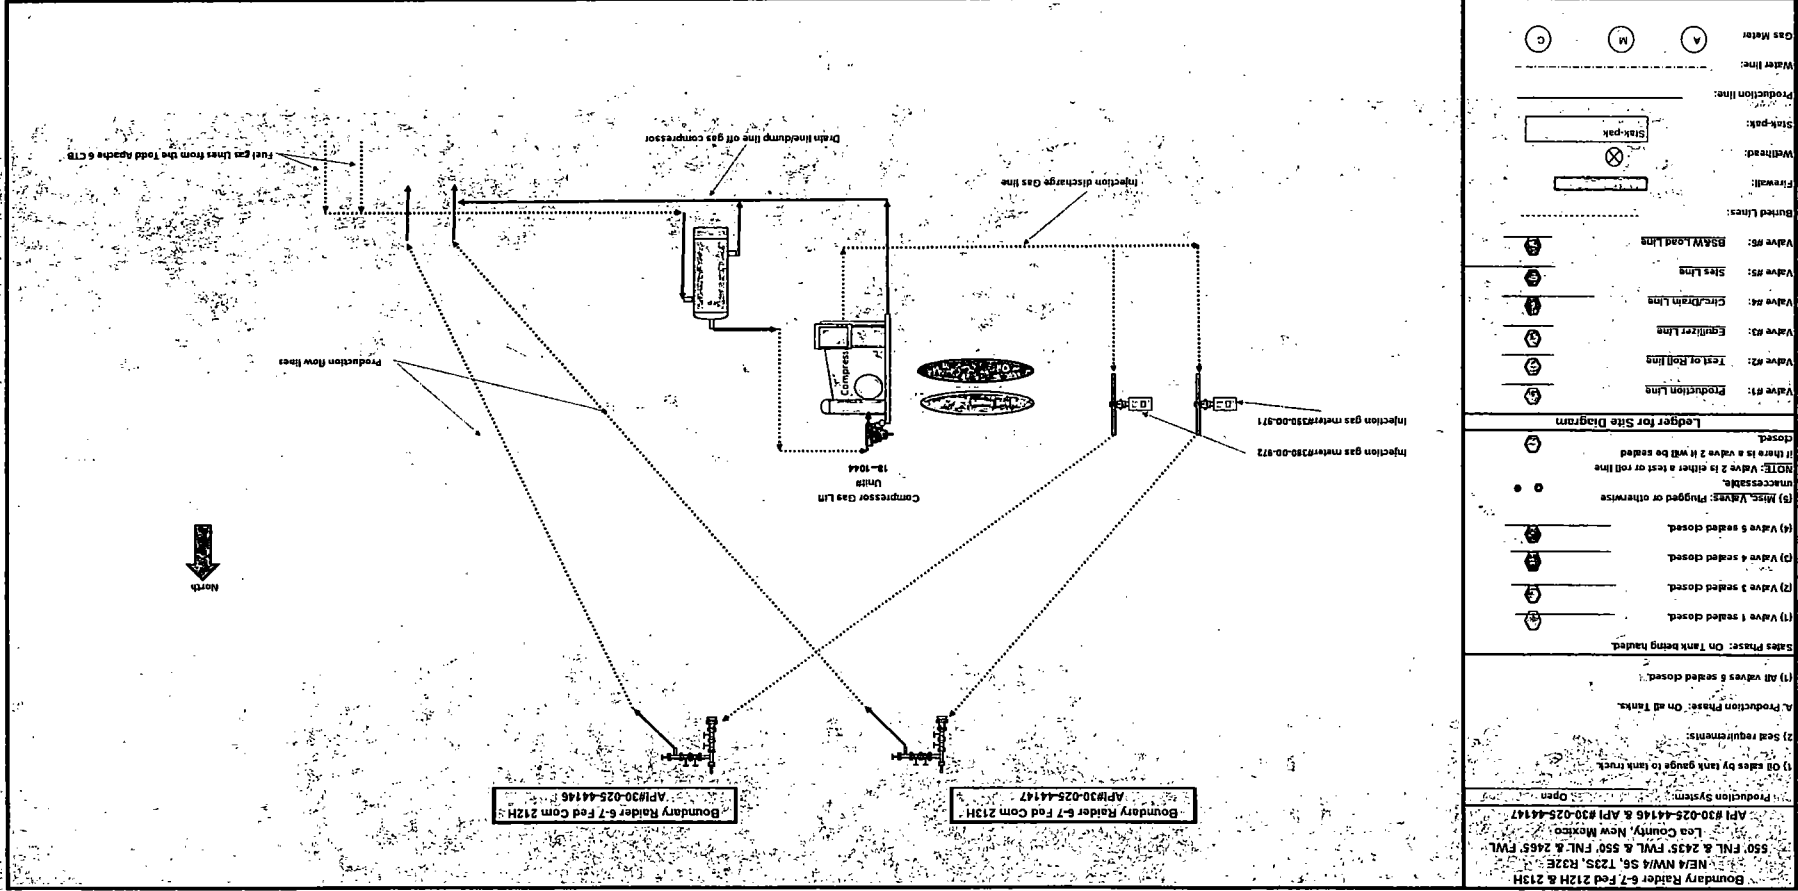 Boundary Raider 6-7 Fed 212H & 213H
NE/4 NW/4 S6, T23S, R32E
550' FNL & 2435' FWL & 550' FNL & 2465' FWL
Lea County, New Mexico
API #30-025-44146 & API #30-025-44147
Production System: Open
1) Oil sales by tank gauge to tank truck.
2) Seal requirements:
A. Production Phase: On all Tanks.
(1) All valves 5 sealed closed.
Sales Phase: On Tank being hauled.
(1) Valve 1 sealed closed.
(2) Valve 3 sealed closed.
(3) Valve 4 sealed closed.
(4) Valve 5 sealed closed.
(5) Misc. Valves: Plugged or otherwise
unaccessable.
NOTE: Valve 2 is either a test or roll line
if there is a valve 2 it will be sealed
closed.
Ledger for Site Diagram
Valve #1: Production Line
Valve #2: Test or Roll line
Valve #3: Equilizer Line
Valve #4: Circ./Drain Line
Valve #5: Sles Line
Valve #6: BS&W Load Line
Buried Lines:
Firewall:
Wellhead:
Stak-pak: Stak-pak
Production line:
Water line:
Gas Meter A M C
Boundary Raider 6-7 Fed Com 213H
API#30-025-44147
Boundary Raider 6-7 Fed Com 212H
API#30-025-44146
North
Compressor Gas Lift
Unit#
18-1044
Injection gas meter#390-00-972
Injection gas meter#390-00-971
Compress
Production flow lines
Injection discharge Gas line
Drain line/dump line off gas compressor
Fuel gas Lines from the Todd Apache 6 CTB